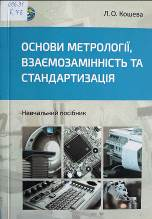 Л.О. Кошева
ОСНОВИ МЕТРОЛОГІЇ,
ВЗАЄМОЗАМІННІСТЬ ТА
СТАНДАРТИЗАЦІЯ
Навчальний посібник